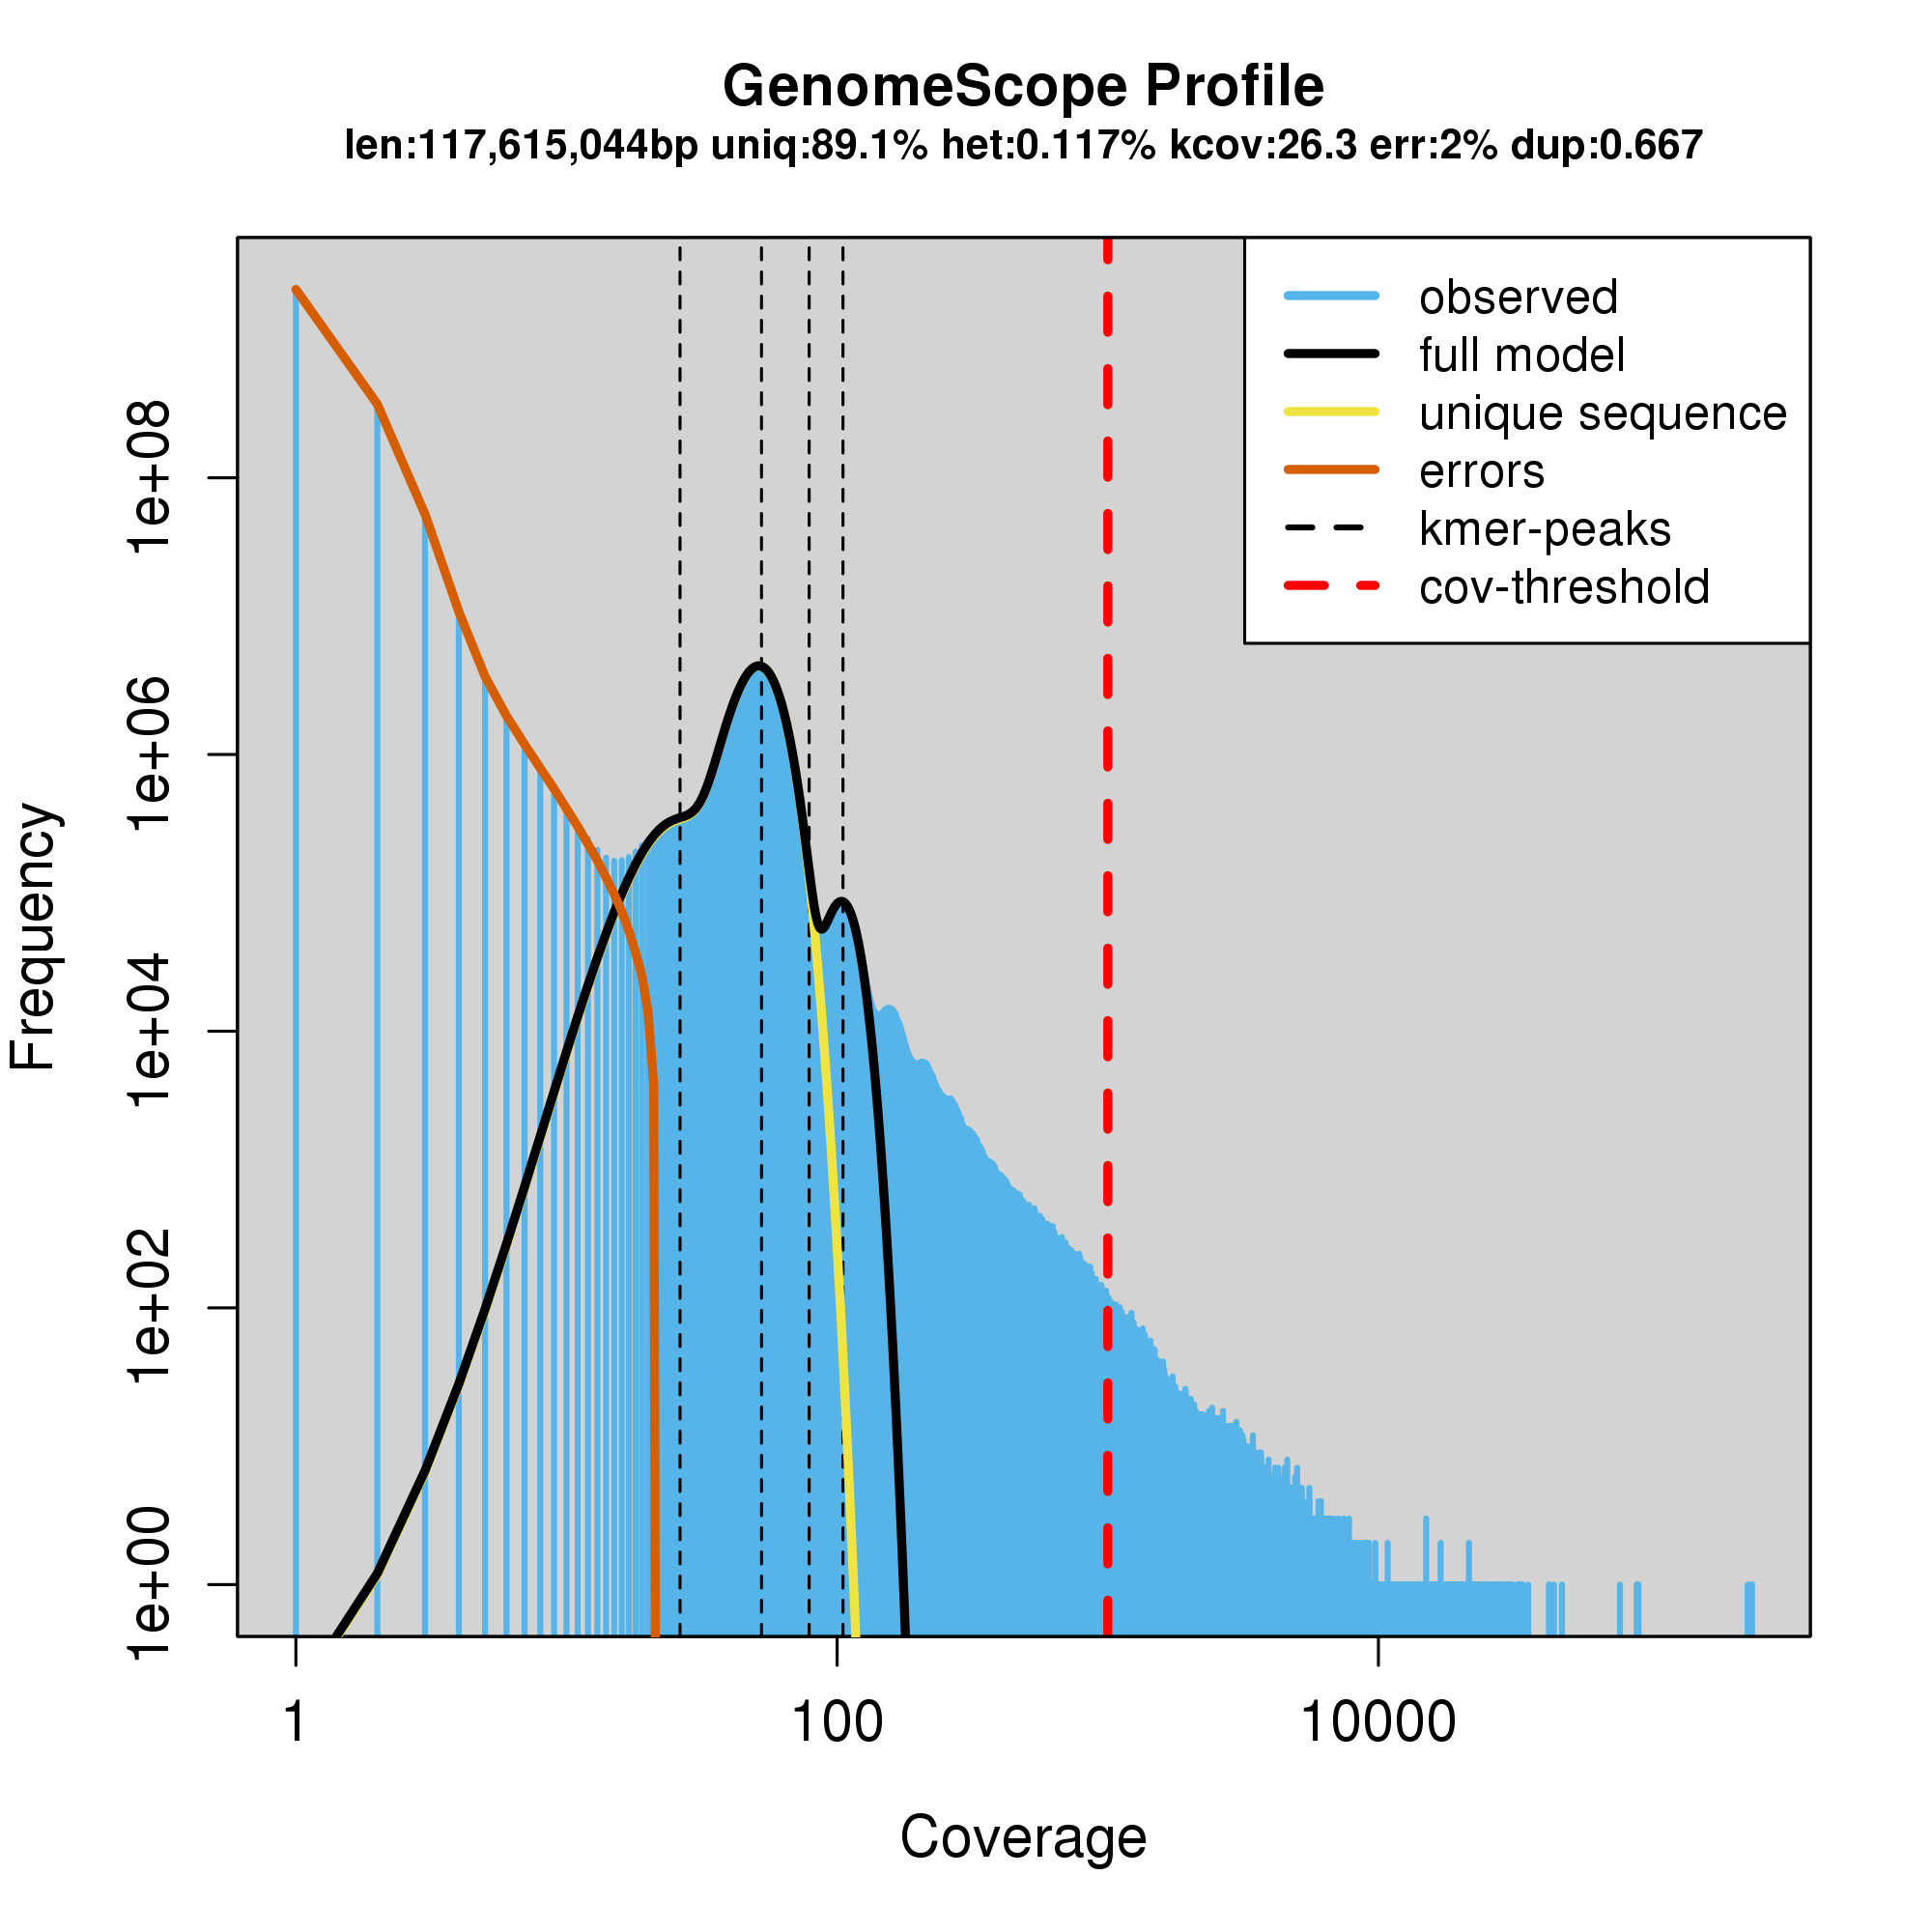 GenomeScope Profile
len:117,615,044bp uniq:89.1% het:0.117% kcov:26.3 err:2% dup:0.667
observed
full model
unique sequence
errors
kmer-peaks
cov-threshold
Frequency
1e+08
1e+06
1e+04
1e+02
1e+00
1 100 10000
Coverage